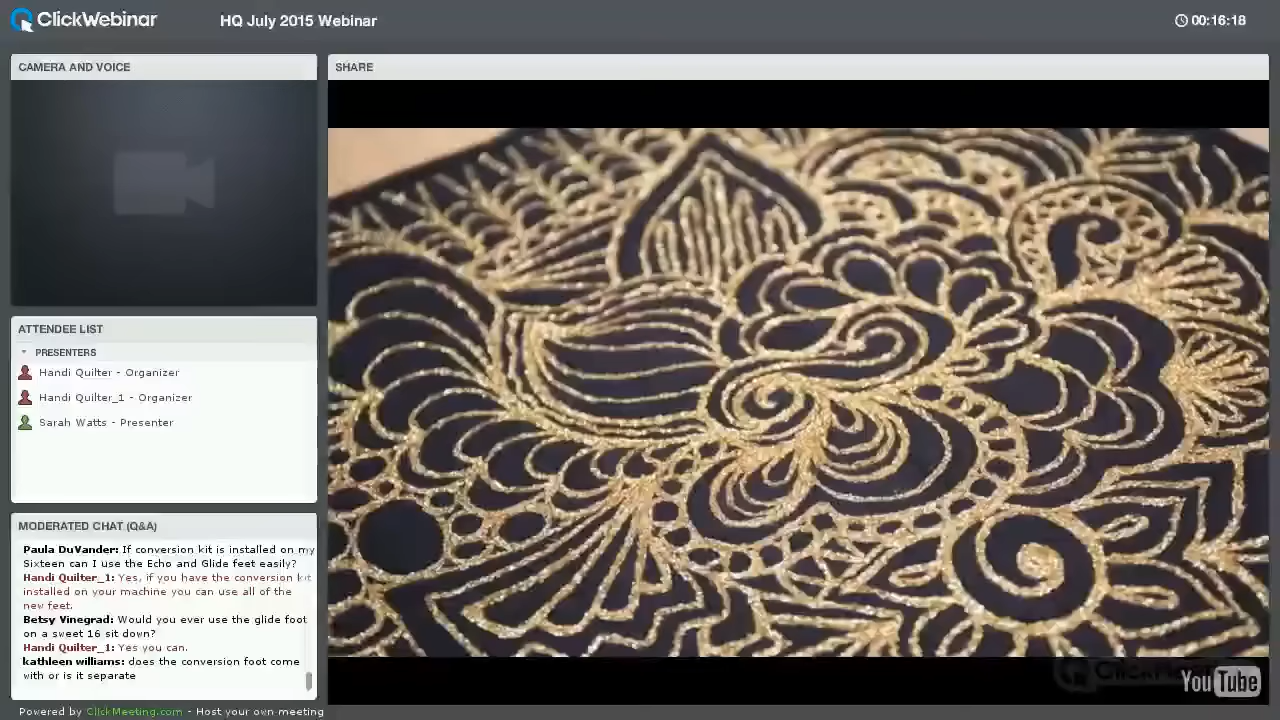 ClickWebinar
HQ July 2015 Webinar
00:16:18
CAMERA AND VOICE
SHARE
ATTENDEE LIST
PRESENTERS
Handi Quilter - Organizer
Handi Quilter_1 - Organizer
Sarah Watts - Presenter
MODERATED CHAT (Q&A)
Paula DuVander: If conversion kit is installed on my
Sixteen can I use the Echo and Glide feet easily?
Handi Quilter_1: Yes, if you have the conversion kit
installed on your machine you can use all of the
new feet.
Betsy Vinegrad: Would you ever use the glide foot
on a sweet 16 sit down?
Handi Quilter_1: Yes you can.
kathleen williams: does the conversion foot come
with or is it separate
YouTube
Powered by ClickMeeting.com - Host your own meeting